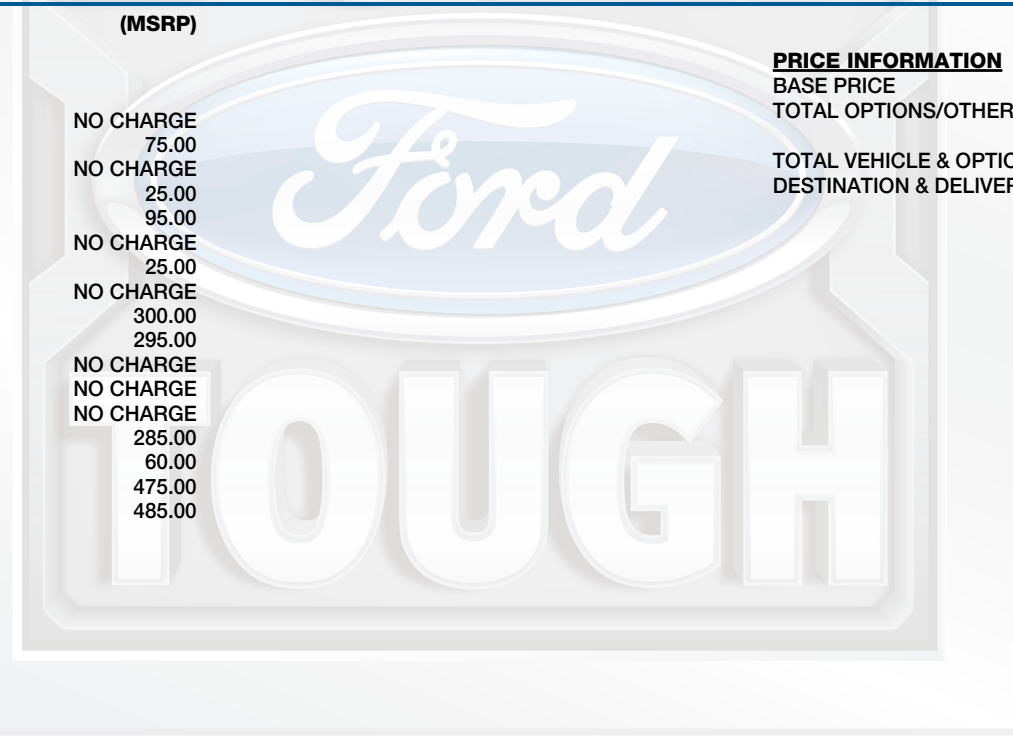 (MSRP)
NO CHARGE
75.00
NO CHARGE
25.00
95.00
NO CHARGE
25.00
NO CHARGE
300.00
295.00
NO CHARGE
NO CHARGE
NO CHARGE
285.00
60.00
475.00
485.00
PRICE INFORMATION
BASE PRICE
TOTAL OPTIONS/OTHER
TOTAL VEHICLE & OPTIO
DESTINATION & DELIVER
Ford
TOUGH